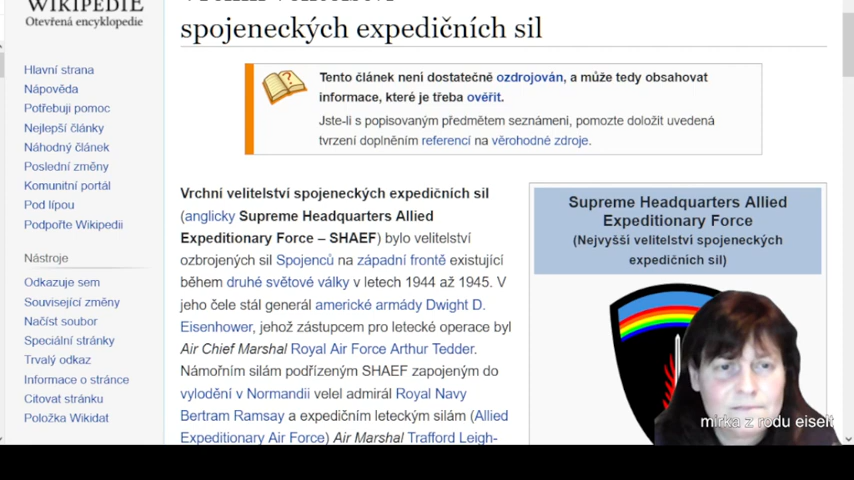 WIKIPEDIE
Otevřená encyklopedie
Hlavní strana
Nápověda
Potřebuji pomoc
Nejlepší články
Náhodný článek
Poslední změny
Komunitní portál
Pod lípou
Podpořte Wikipedii
Nástroje
Odkazuje sem
Související změny
Načíst soubor
Speciální stránky
Trvalý odkaz
Informace o stránce
Citovat stránku
Položka Wikidat
spojeneckých expedičních sil
Tento článek není dostatečně ozdrojován, a může tedy obsahovat
informace, které je třeba ověřit.
Jste-li s popisovaným předmětem seznámeni, pomozte doložit uvedená
tvrzení doplněním referencí na věrohodné zdroje.
Vrchní velitelství spojeneckých expedičních sil
(anglicky Supreme Headquarters Allied
Expeditionary Force – SHAEF) bylo velitelství
ozbrojených sil Spojenců na západní frontě existující
během druhé světové války v letech 1944 až 1945. V
jeho čele stál generál americké armády Dwight D.
Eisenhower, jehož zástupcem pro letecké operace byl
Air Chief Marshal Royal Air Force Arthur Tedder.
Námořním silám podřízeným SHAEF zapojeným do
vylodění v Normandii velel admirál Royal Navy
Bertram Ramsay a expedičním leteckým silám (Allied
Expeditionary Air Force) Air Marshal Trafford Leigh-
Supreme Headquarters Allied
Expeditionary Force
(Nejvyšší velitelství spojeneckých
expedičních sil)
mirka z rodu eiselt